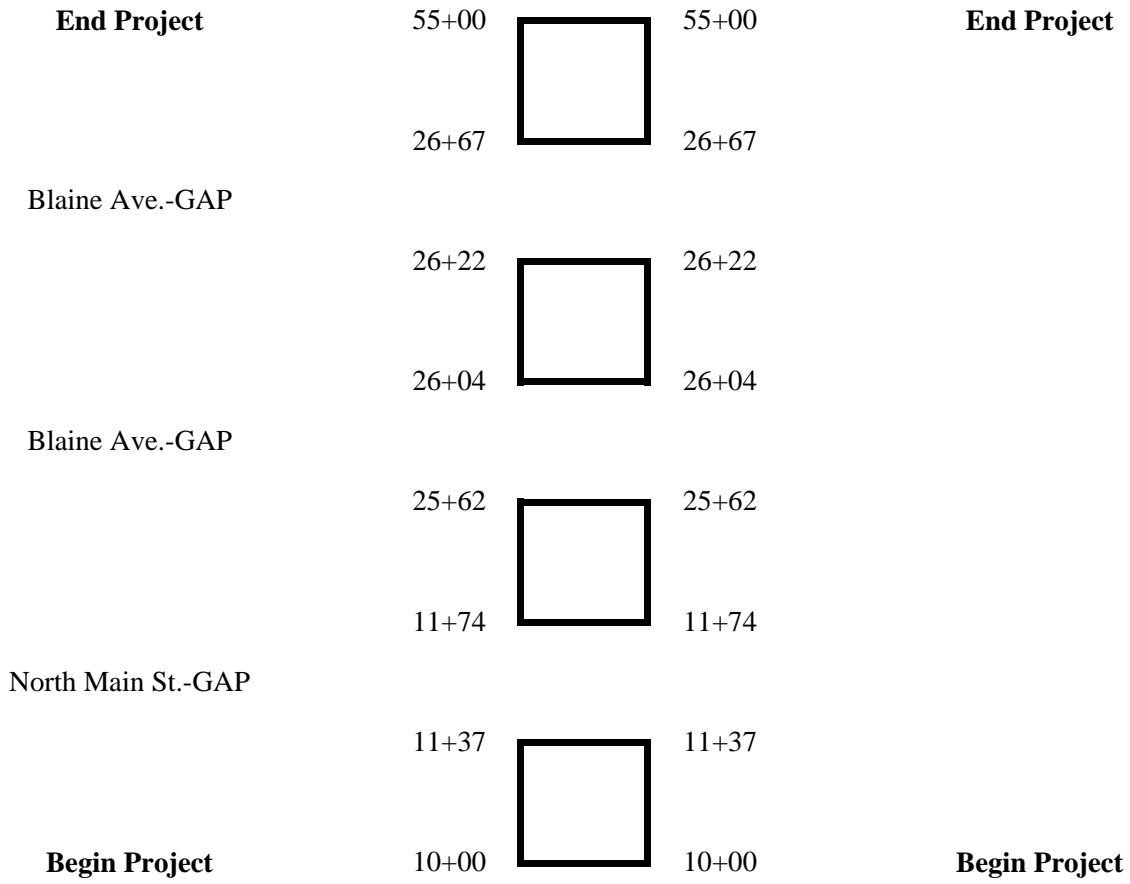 End Project 55+00 55+00 End Project
26+67 26+67
Blaine Ave.-GAP
26+22 26+22
26+04 26+04
Blaine Ave.-GAP
25+62 25+62
11+74 11+74
North Main St.-GAP
11+37 11+37
Begin Project 10+00 10+00 Begin Project